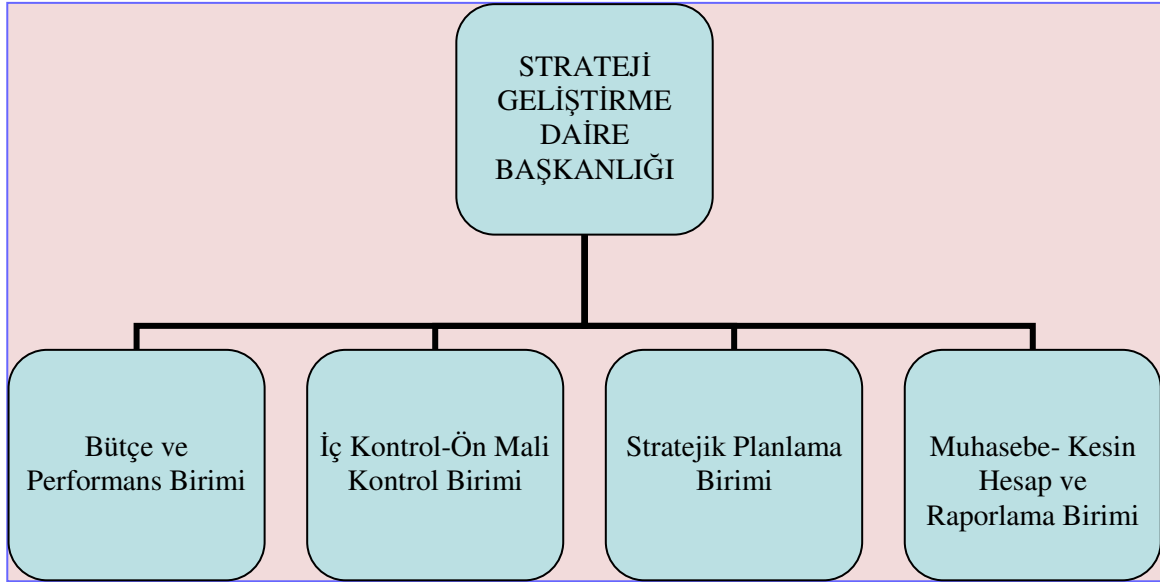 STRATEJİ
GELİŞTİRME
DAİRE
BAŞKANLIĞI
Bütçe ve
Performans Birimi
İç Kontrol-Ön Mali
Kontrol Birimi
Stratejik Planlama
Birimi
Muhasebe- Kesin
Hesap ve
Raporlama Birimi